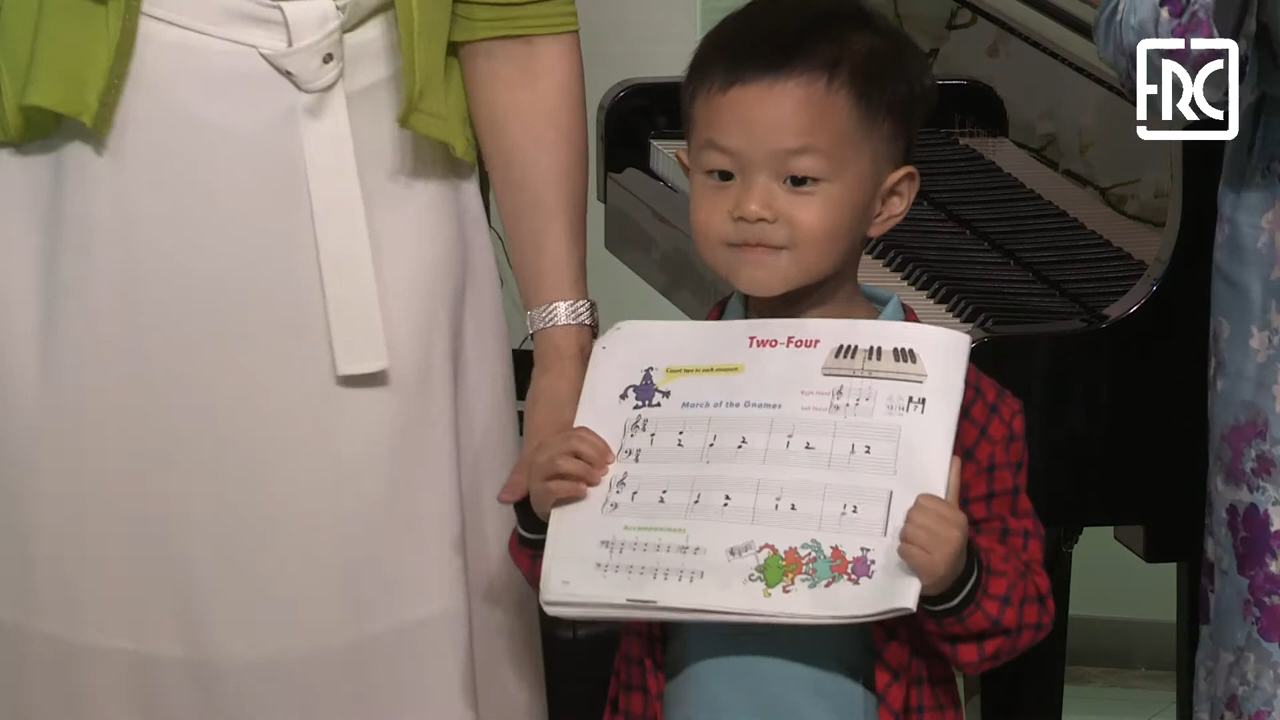 FRC
Two-Four
Count two in each measure.
March of the Gnomes
Right Hand
Left Hand
1 2 1 2 1 2 1 2
1 2 1 2 1 2 1 2
Accompaniment